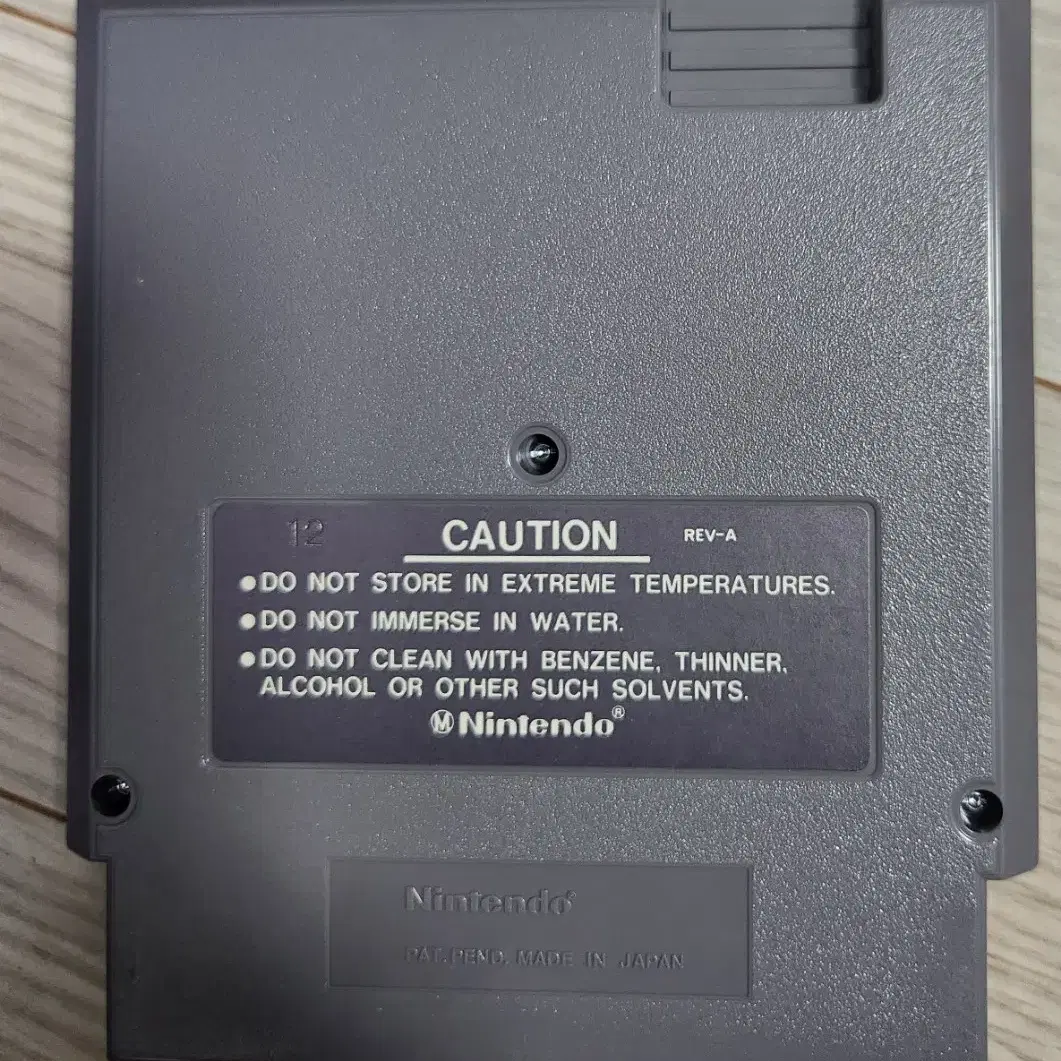 12 CAUTION REV-A
●DO NOT STORE IN EXTREME TEMPERATURES.
●DO NOT IMMERSE IN WATER.
●DO NOT CLEAN WITH BENZENE, THINNER,
ALCOHOL OR OTHER SUCH SOLVENTS.
Ⓜ Nintendo®
Nintendo®
PAT. PEND. MADE IN JAPAN